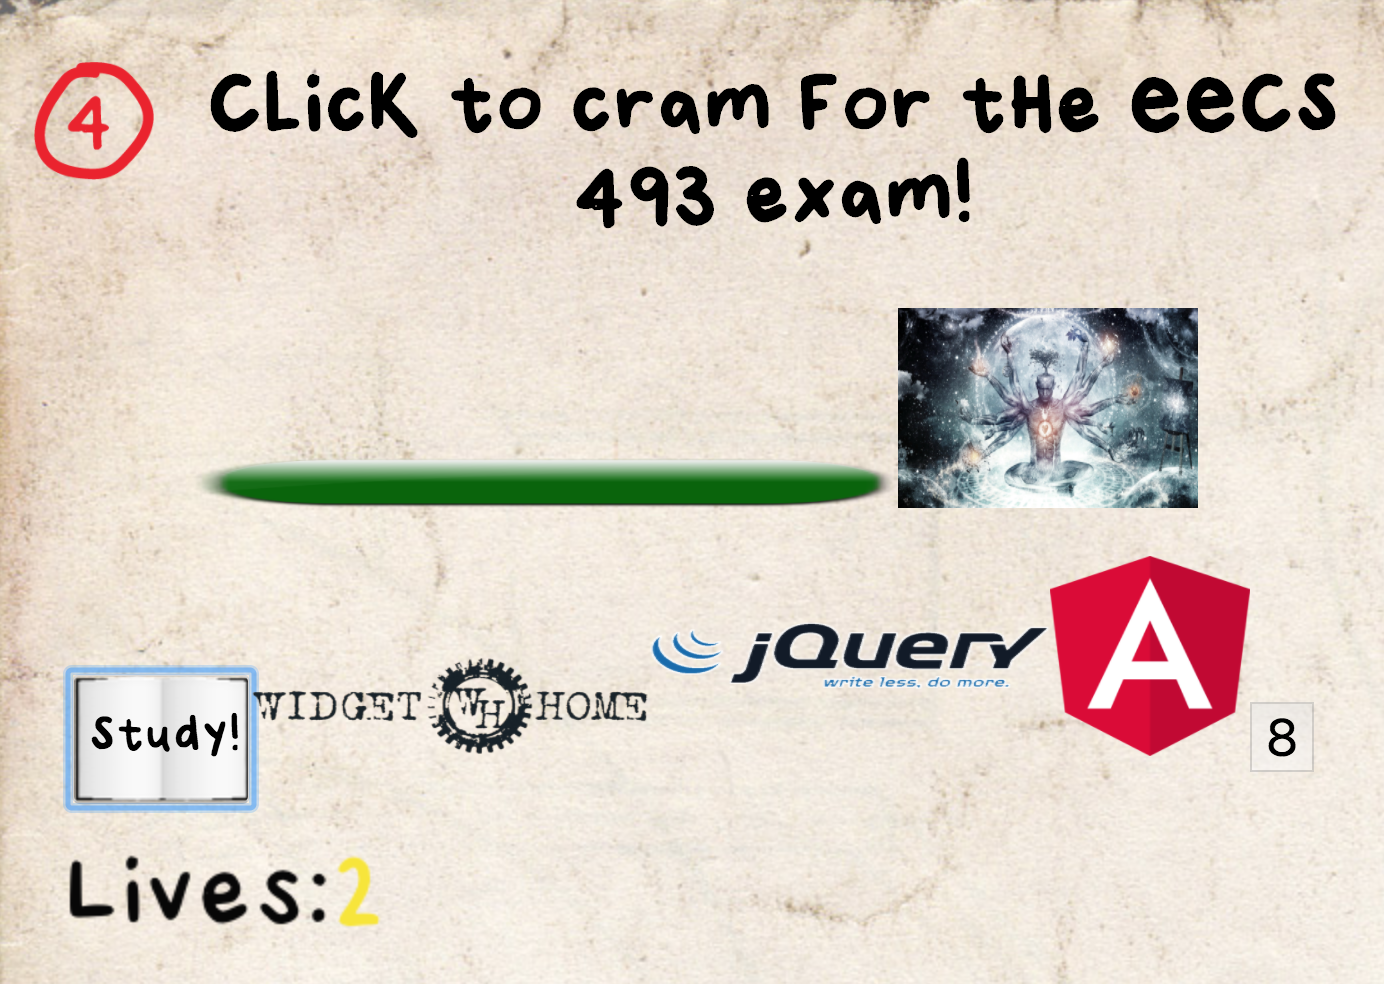 4
CLicK to cram For tHe eecs
493 exam!
jQuery
write less, do more.
A
WIDGET WH HOME
Study!
8
Lives:2